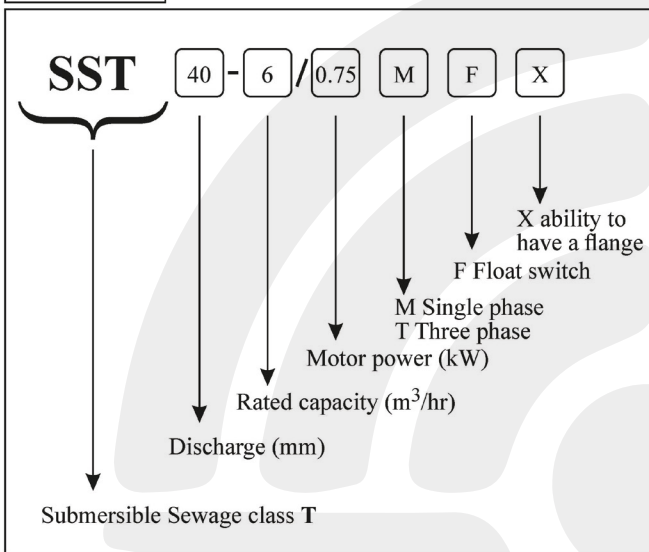 SST 40 - 6 / 0.75 M F X
X ability to
have a flange
F Float switch
M Single phase
T Three phase
Motor power (kW)
Rated capacity (m³/hr)
Discharge (mm)
Submersible Sewage class T